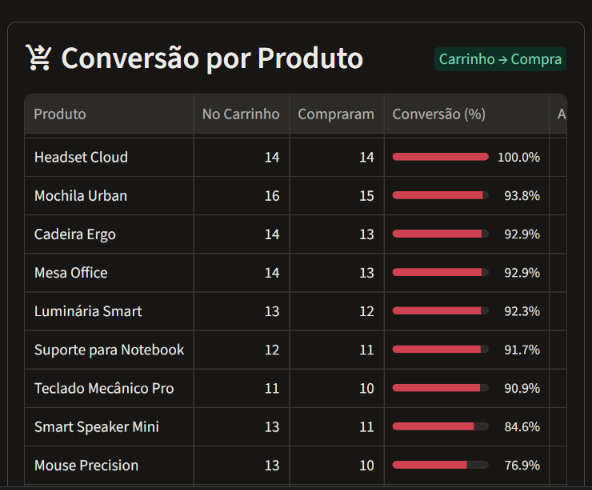 Conversão por Produto
Carrinho → Compra
Produto No Carrinho Compraram Conversão (%) A
Headset Cloud 14 14 100.0%
Mochila Urban 16 15 93.8%
Cadeira Ergo 14 13 92.9%
Mesa Office 14 13 92.9%
Luminária Smart 13 12 92.3%
Suporte para Notebook 12 11 91.7%
Teclado Mecânico Pro 11 10 90.9%
Smart Speaker Mini 13 11 84.6%
Mouse Precision 13 10 76.9%